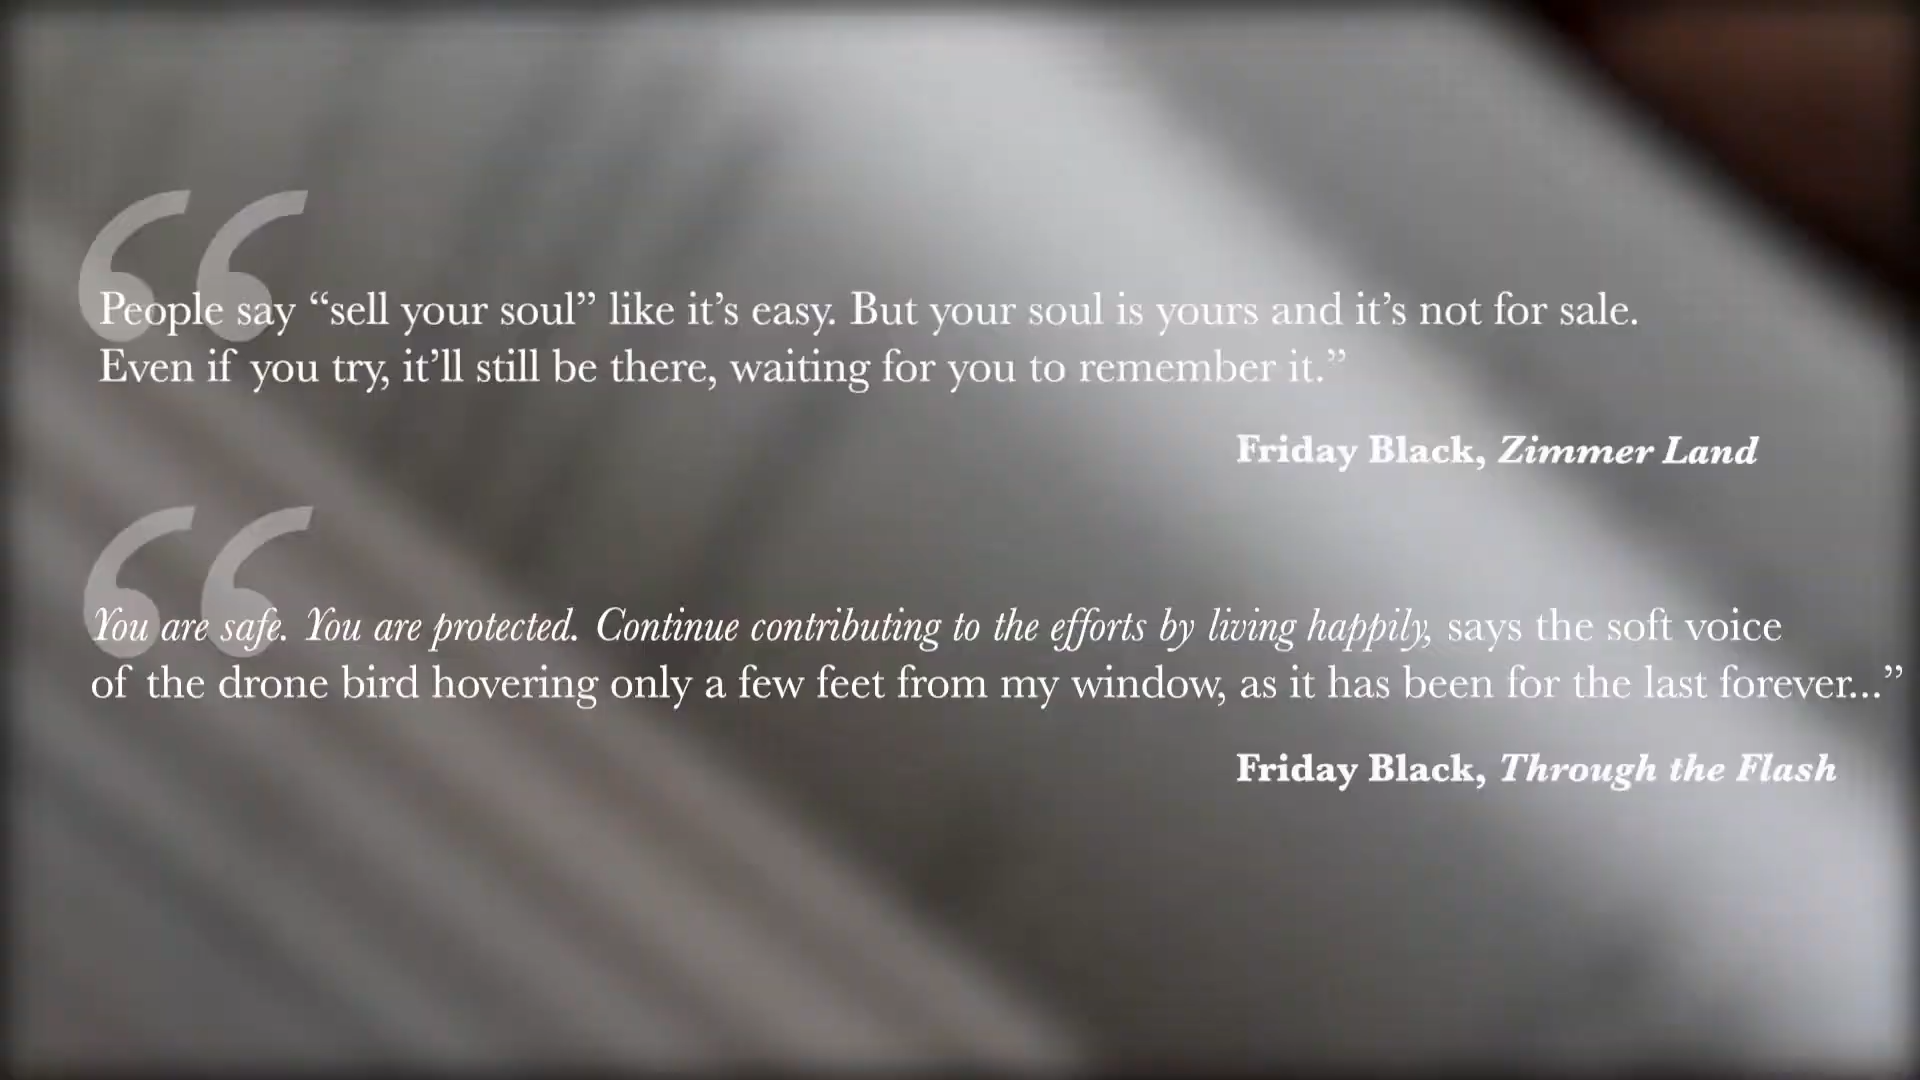 People say “sell your soul” like it’s easy. But your soul is yours and it’s not for sale.
Even if you try, it’ll still be there, waiting for you to remember it.”
Friday Black, Zimmer Land
You are safe. You are protected. Continue contributing to the efforts by living happily, says the soft voice
of the drone bird hovering only a few feet from my window, as it has been for the last forever...”
Friday Black, Through the Flash